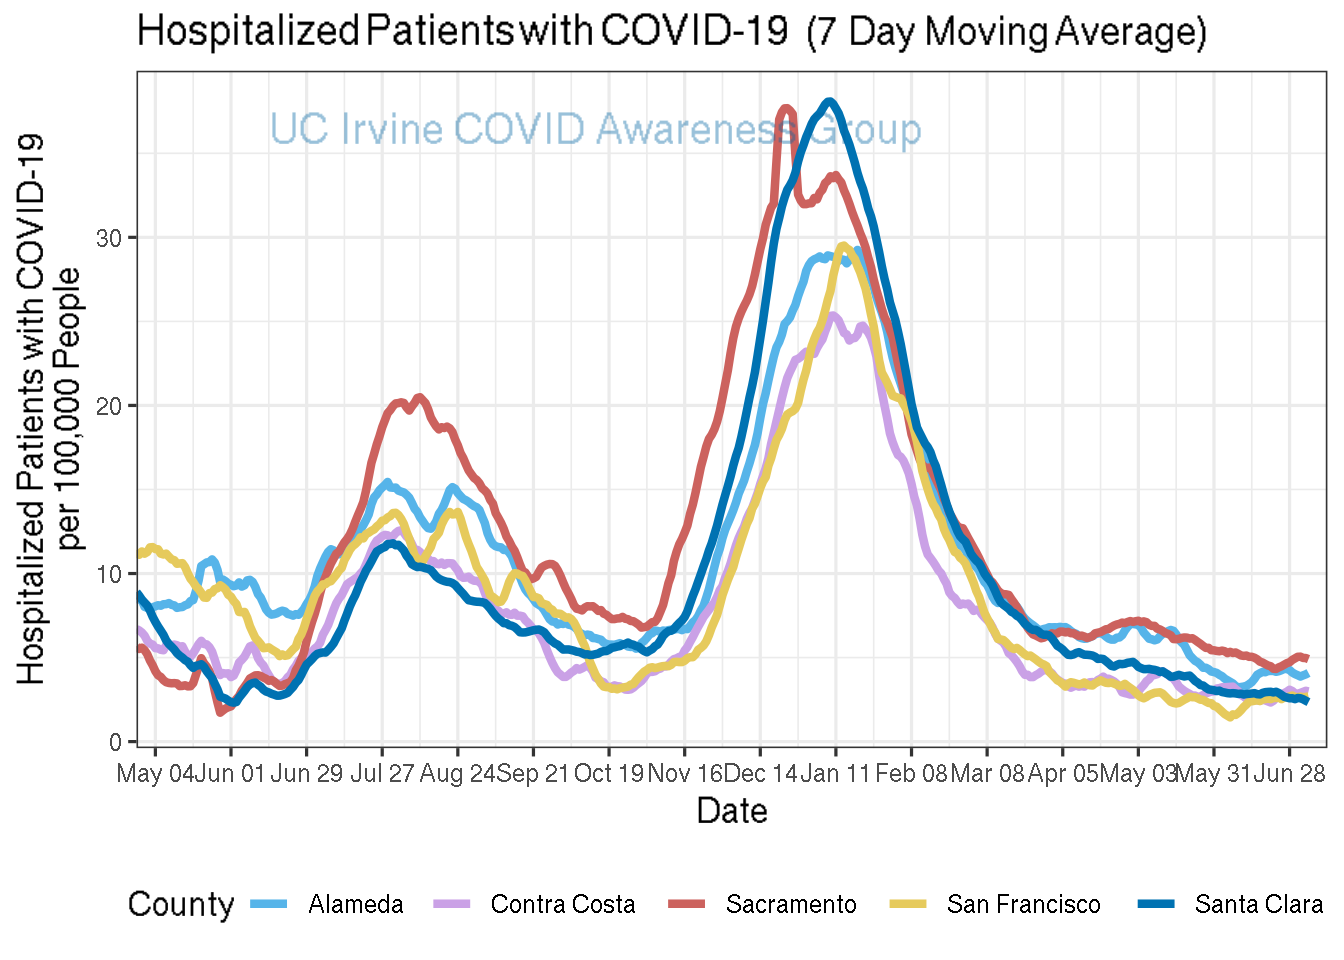 Hospitalized Patients with COVID-19 (7 Day Moving Average)
UC Irvine COVID Awareness Group
Hospitalized Patients with COVID-19
per 100,000 People
30
20
10
0
May 04 Jun 01 Jun 29 Jul 27 Aug 24 Sep 21 Oct 19 Nov 16 Dec 14 Jan 11 Feb 08 Mar 08 Apr 05 May 03 May 31 Jun 28
Date
County Alameda Contra Costa Sacramento San Francisco Santa Clara